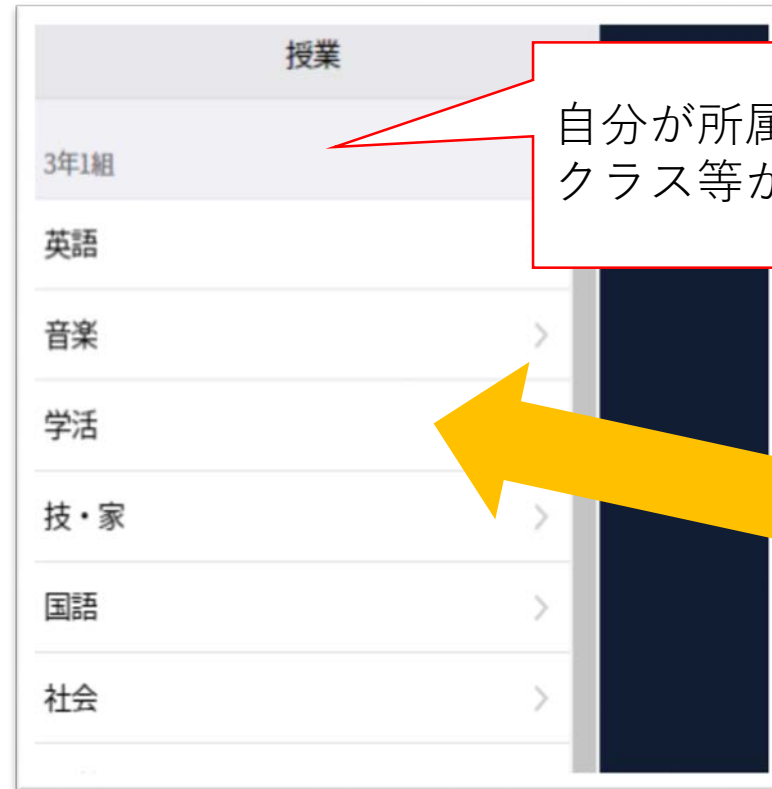 授業
自分が所属
クラス等が
3年1組
英語
音楽
学活
技・家
国語
社会